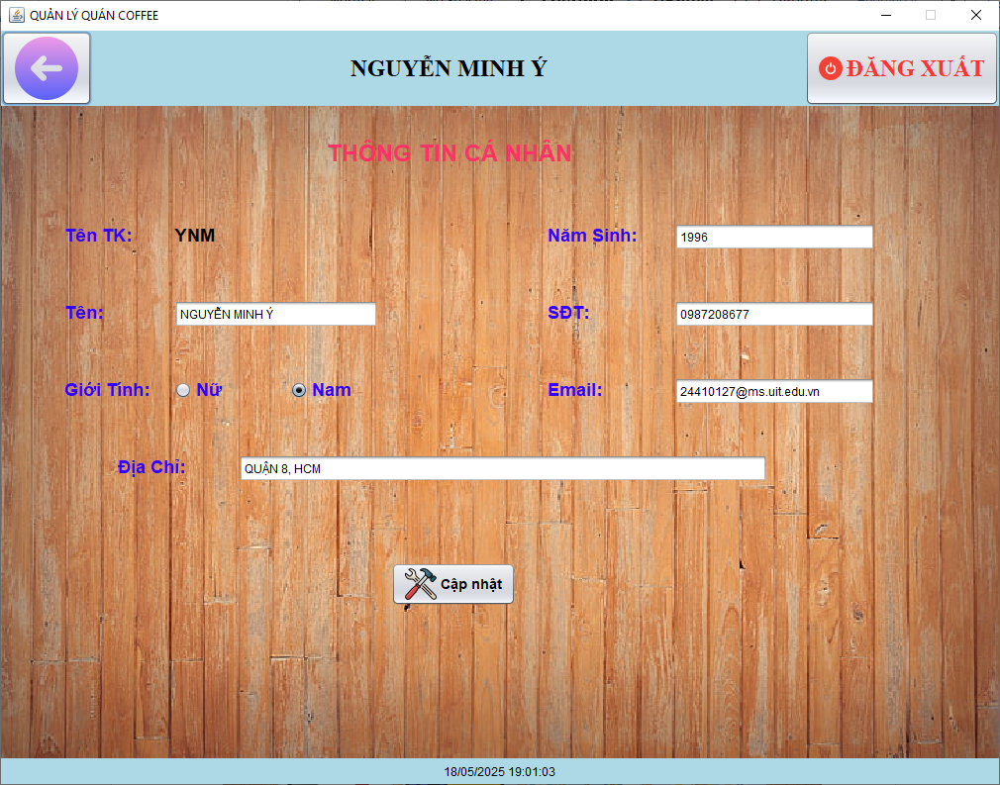 QUẢN LÝ QUÁN COFFEE
NGUYỄN MINH Ý
ĐĂNG XUẤT
THÔNG TIN CÁ NHÂN
Tên TK: YNM Năm Sinh: 1996
Tên: NGUYỄN MINH Ý SĐT: 0987208677
Giới Tính: Nữ Nam Email: 24410127@ms.uit.edu.vn
Địa Chỉ: QUẬN 8, HCM
Cập nhật
18/05/2025 19:01:03